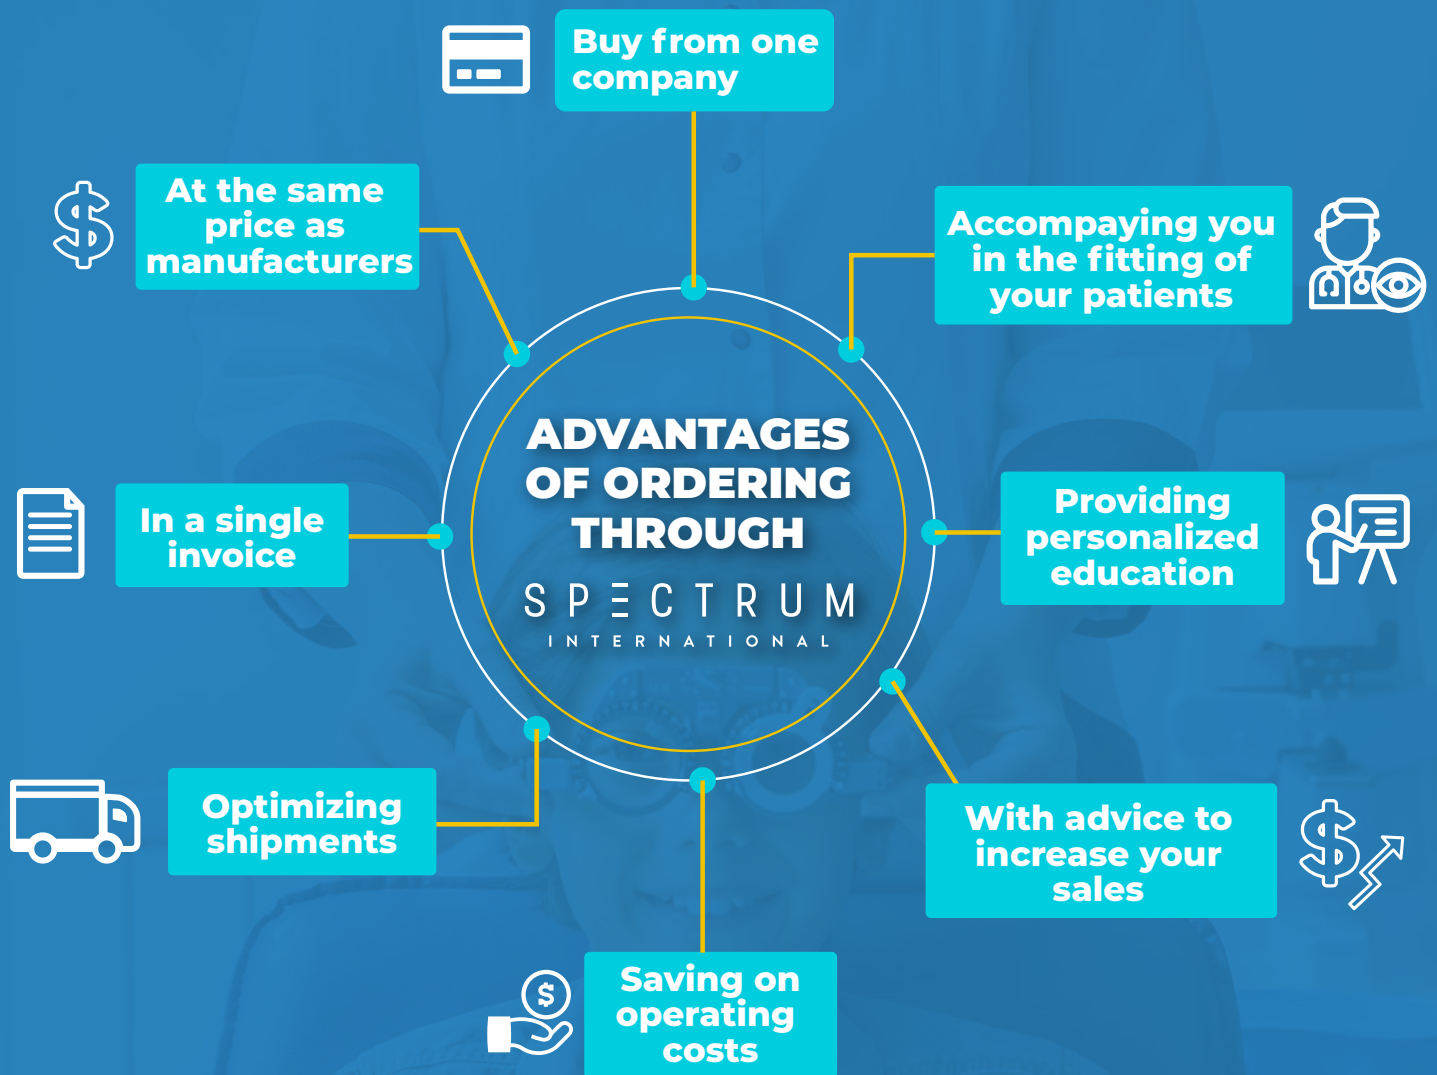 Buy from one
company
At the same
price as
manufacturers
Accompaying you
in the fitting of
your patients
ADVANTAGES
OF ORDERING
THROUGH
SPECTRUM
INTERNATIONAL
In a single
invoice
Providing
personalized
education
Optimizing
shipments
With advice to
increase your
sales
$
Saving on
operating
costs